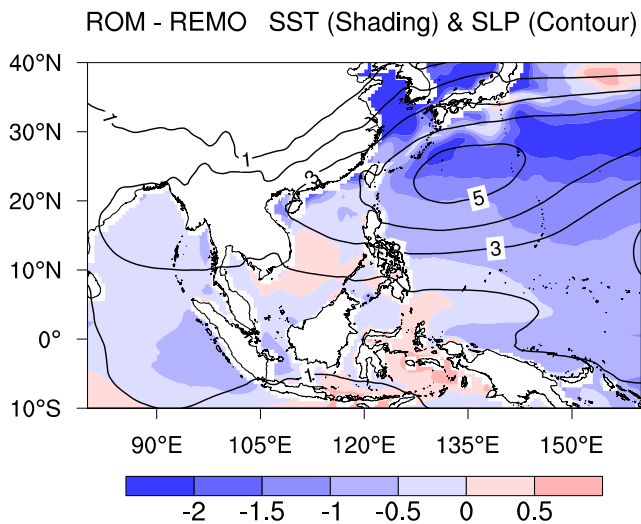 ROM - REMO SST (Shading) & SLP (Contour)
40°N
30°N
20°N
10°N
0°
10°S
1
1
3
5
3
90°E 105°E 120°E 135°E 150°E
-2 -1.5 -1 -0.5 0 0.5